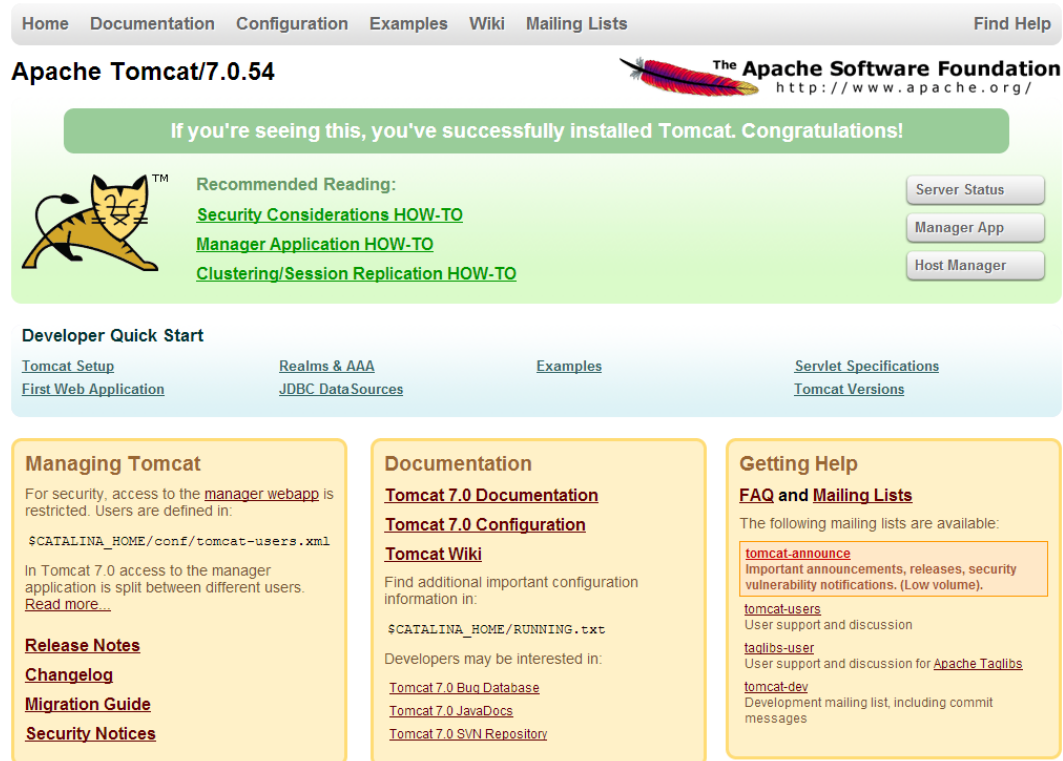 Home Documentation Configuration Examples Wiki Mailing Lists Find Help
Apache Tomcat/7.0.54
The Apache Software Foundation
http://www.apache.org/
If you're seeing this, you've successfully installed Tomcat. Congratulations!
TM
Recommended Reading:
Security Considerations HOW-TO
Manager Application HOW-TO
Clustering/Session Replication HOW-TO
Server Status
Manager App
Host Manager
Developer Quick Start
Tomcat Setup
First Web Application
Realms & AAA
JDBC DataSources
Examples
Servlet Specifications
Tomcat Versions
Managing Tomcat
For security, access to the manager webapp is
restricted. Users are defined in:
$CATALINA_HOME/conf/tomcat-users.xml
In Tomcat 7.0 access to the manager
application is split between different users.
Read more...
Release Notes
Changelog
Migration Guide
Security Notices
Documentation
Tomcat 7.0 Documentation
Tomcat 7.0 Configuration
Tomcat Wiki
Find additional important configuration
information in:
$CATALINA_HOME/RUNNING.txt
Developers may be interested in:
Tomcat 7.0 Bug Database
Tomcat 7.0 JavaDocs
Tomcat 7.0 SVN Repository
Getting Help
FAQ and Mailing Lists
The following mailing lists are available:
tomcat-announce
Important announcements, releases, security
vulnerability notifications. (Low volume).
tomcat-users
User support and discussion
taglibs-user
User support and discussion for Apache Taglibs
tomcat-dev
Development mailing list, including commit
messages